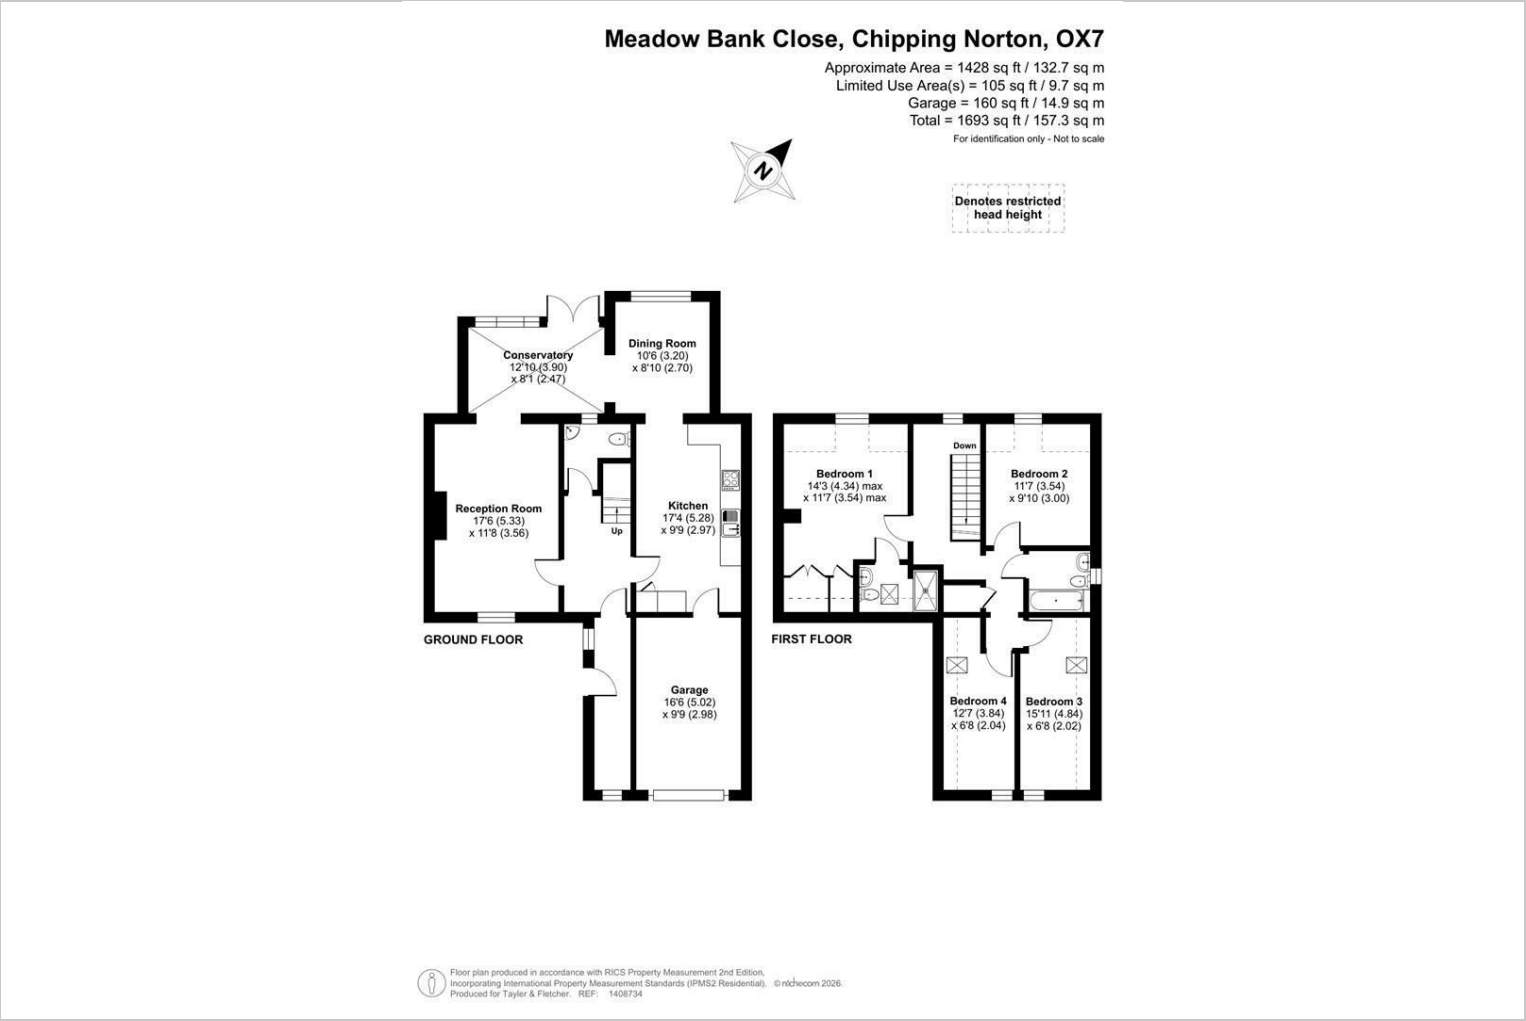 Meadow Bank Close, Chipping Norton, OX7
Approximate Area = 1428 sq ft / 132.7 sq m
Limited Use Area(s) = 105 sq ft / 9.7 sq m
Garage = 160 sq ft / 14.9 sq m
Total = 1693 sq ft / 157.3 sq m
For identification only - Not to scale
N
Denotes restricted
head height
Conservatory
12'10 (3.90)
x 8'1 (2.47)
Dining Room
10'6 (3.20)
x 8'10 (2.70)
Reception Room
17'6 (5.33)
x 11'8 (3.56)
Up
Kitchen
17'4 (5.28)
x 9'9 (2.97)
Garage
16'6 (5.02)
x 9'9 (2.98)
GROUND FLOOR
Bedroom 1
14'3 (4.34) max
x 11'7 (3.54) max
Down
Bedroom 2
11'7 (3.54)
x 9'10 (3.00)
Bedroom 4
12'7 (3.84)
x 6'8 (2.04)
Bedroom 3
15'11 (4.84)
x 6'8 (2.02)
FIRST FLOOR
Floor plan produced in accordance with RICS Property Measurement 2nd Edition,
Incorporating International Property Measurement Standards (IPMS2 Residential). © nichecom 2026.
Produced for Tayler & Fletcher. REF: 1408734